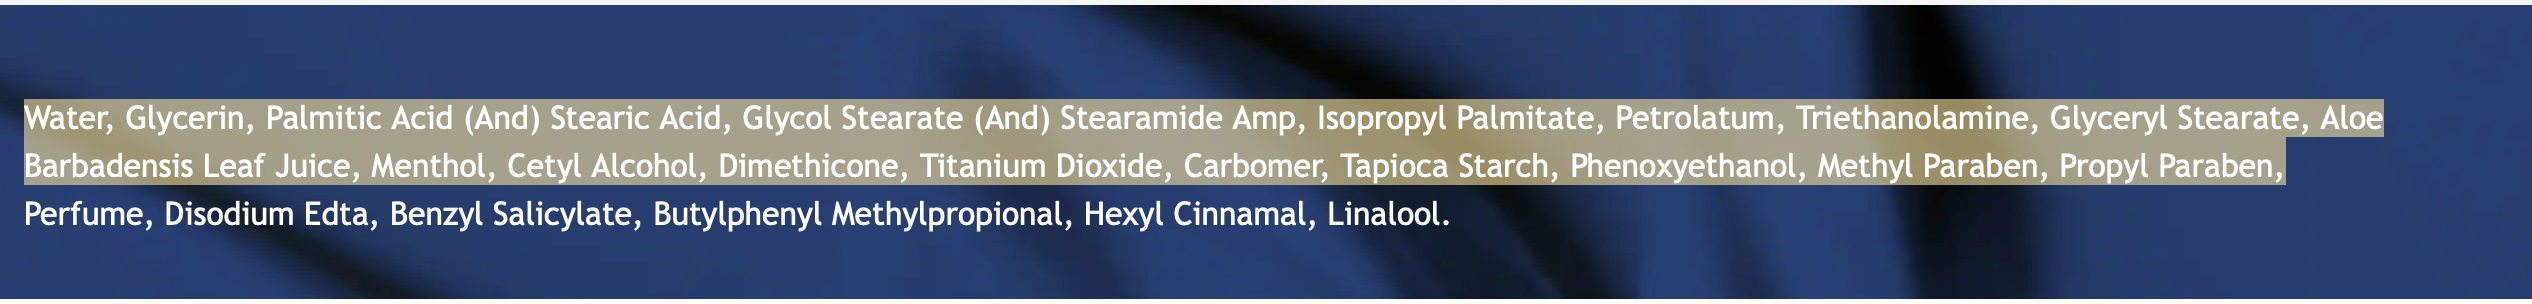 Water, Glycerin, Palmitic Acid (And) Stearic Acid, Glycol Stearate (And) Stearamide Amp, Isopropyl Palmitate, Petrolatum, Triethanolamine, Glyceryl Stearate, Aloe
Barbadensis Leaf Juice, Menthol, Cetyl Alcohol, Dimethicone, Titanium Dioxide, Carbomer, Tapioca Starch, Phenoxyethanol, Methyl Paraben, Propyl Paraben,
Perfume, Disodium Edta, Benzyl Salicylate, Butylphenyl Methylpropional, Hexyl Cinnamal, Linalool.